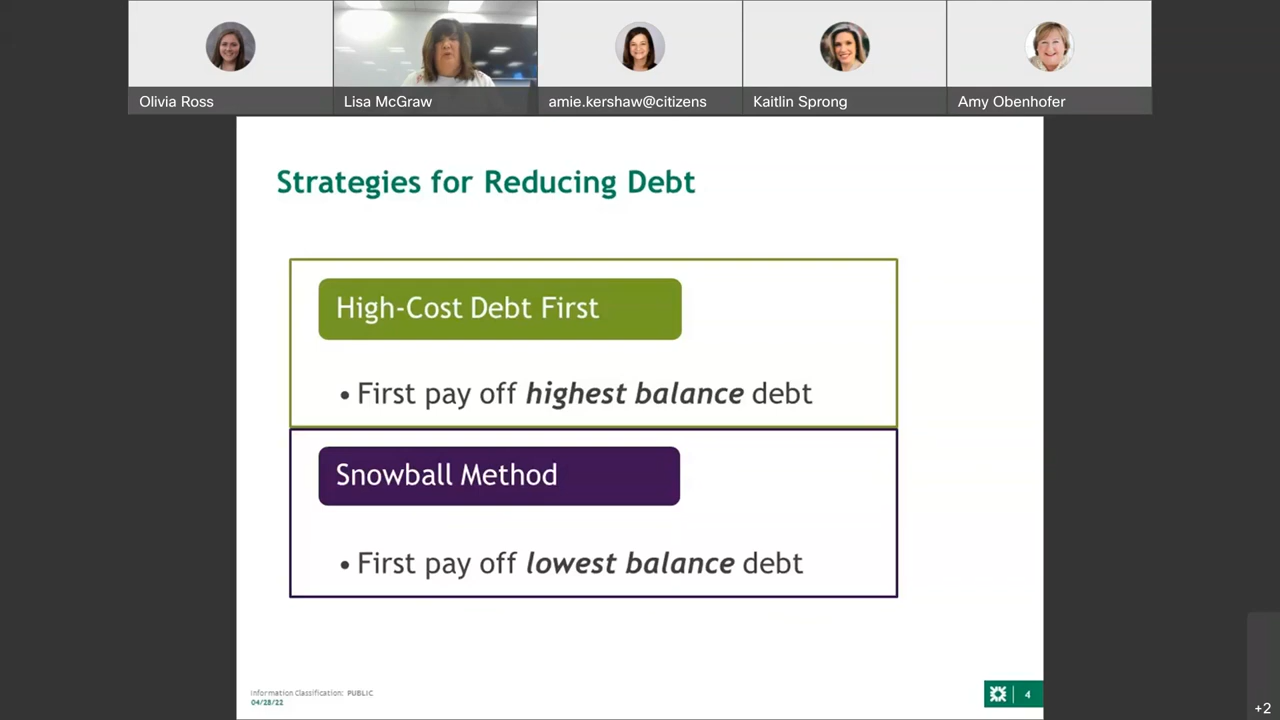 Olivia Ross
Lisa McGraw
amie.kershaw@citizens
Kaitlin Sprong
Amy Obenhofer
Strategies for Reducing Debt
High-Cost Debt First
• First pay off highest balance debt
Snowball Method
• First pay off lowest balance debt
Information Classification: PUBLIC
04/28/22
4
+2